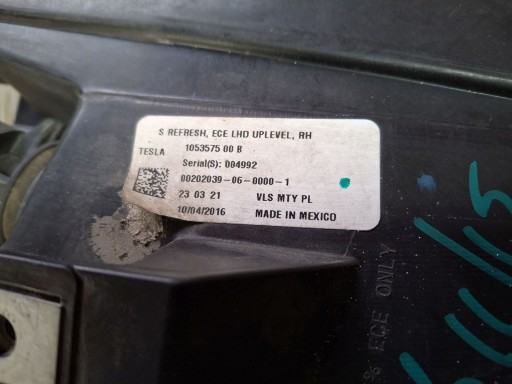 S REFRESH, ECE LHD UPLEVEL, RH
TESLA 1053575 00 B
Serial(S): 004992
00202039-06-0000-1
23 03 21 VLS MTY PL
10/04/2016 MADE IN MEXICO
ECE ONLY